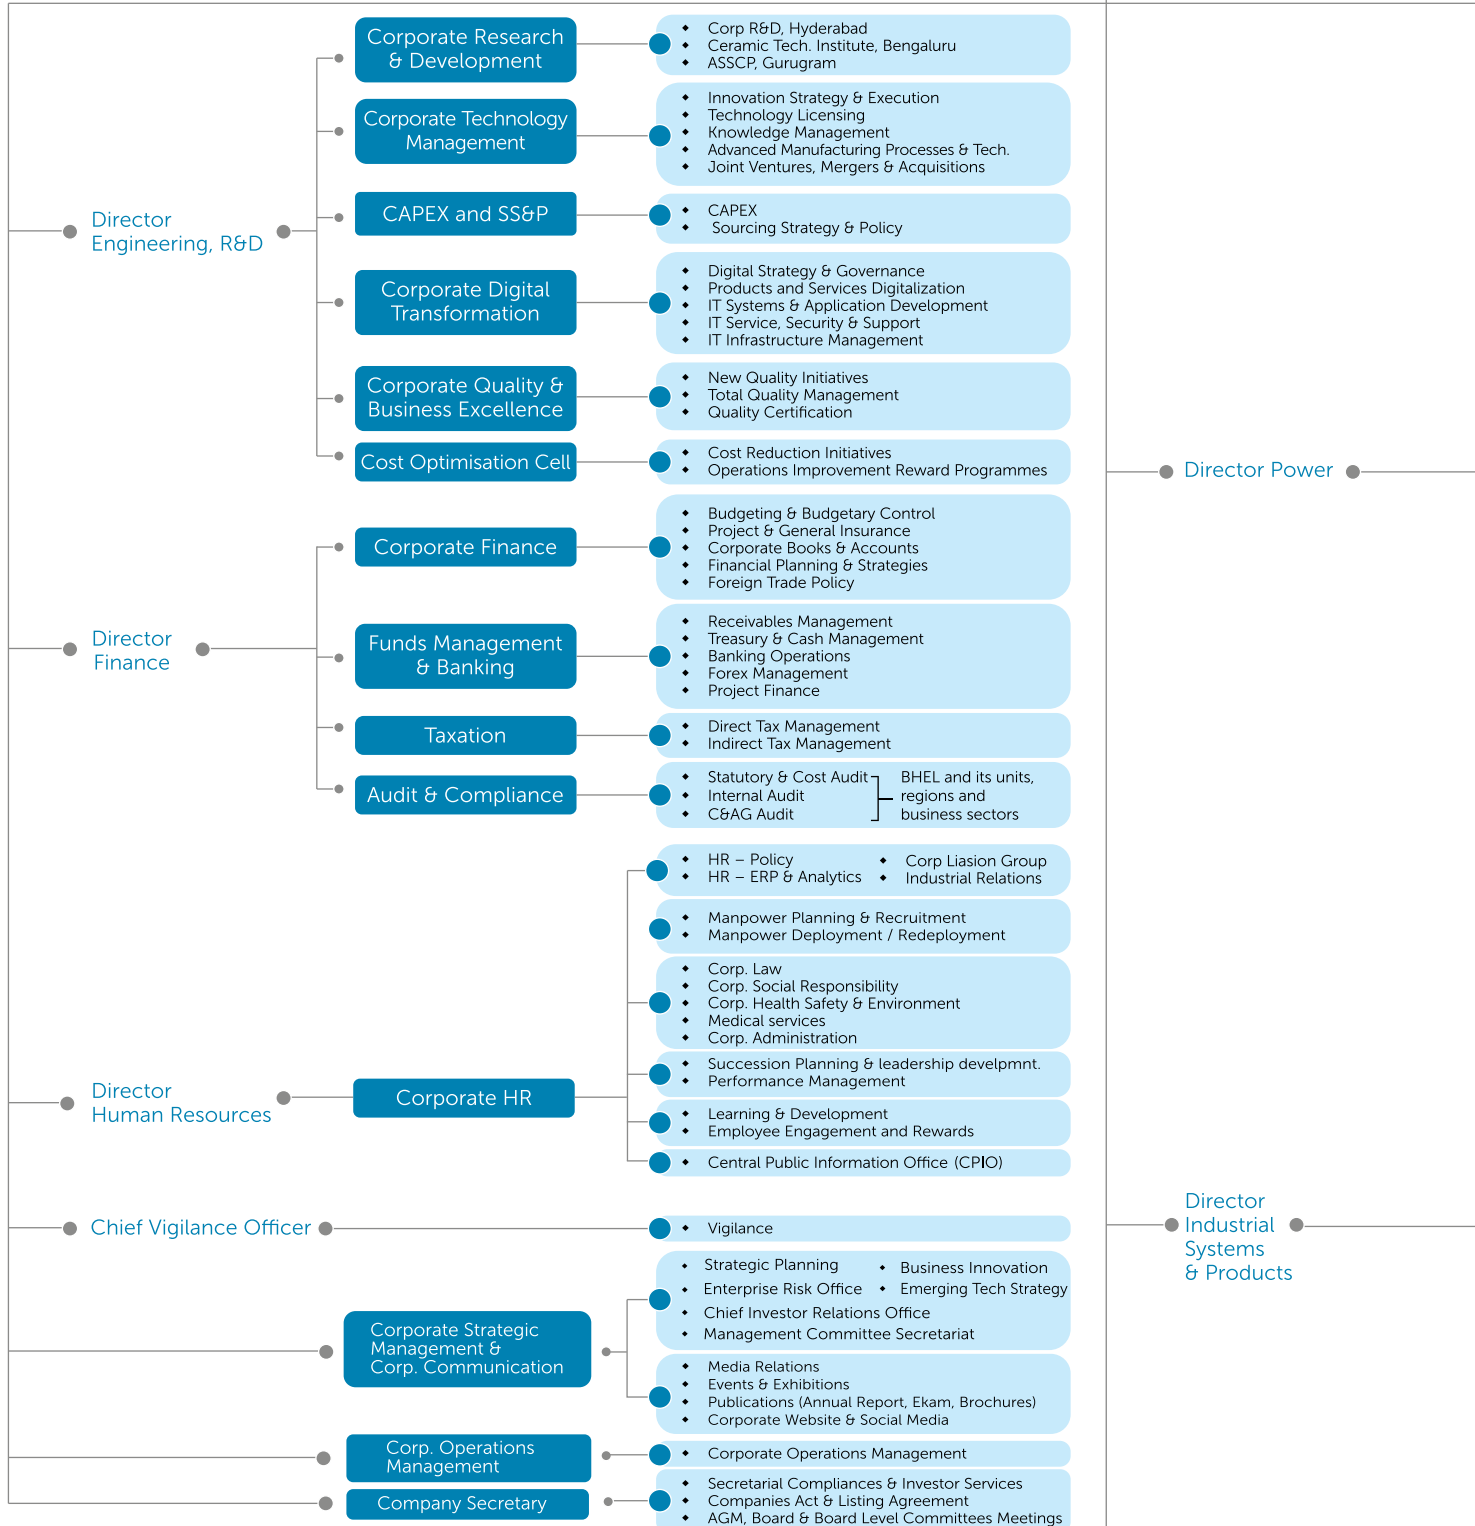 Corporate Research
& Development
Corp R&D, Hyderabad
Ceramic Tech. Institute, Bengaluru
ASSCP, Gurugram
Corporate Technology
Management
Innovation Strategy & Execution
Technology Licensing
Knowledge Management
Advanced Manufacturing Processes & Tech.
Joint Ventures, Mergers & Acquisitions
Director
Engineering, R&D
CAPEX and SS&P
CAPEX
Sourcing Strategy & Policy
Corporate Digital
Transformation
Digital Strategy & Governance
Products and Services Digitalization
IT Systems & Application Development
IT Service, Security & Support
IT Infrastructure Management
Corporate Quality &
Business Excellence
New Quality Initiatives
Total Quality Management
Quality Certification
Cost Optimisation Cell
Cost Reduction Initiatives
Operations Improvement Reward Programmes
Director
Finance
Corporate Finance
Budgeting & Budgetary Control
Project & General Insurance
Corporate Books & Accounts
Financial Planning & Strategies
Foreign Trade Policy
Funds Management
& Banking
Receivables Management
Treasury & Cash Management
Banking Operations
Forex Management
Project Finance
Taxation
Direct Tax Management
Indirect Tax Management
Audit & Compliance
Statutory & Cost Audit
Internal Audit
C&AG Audit
BHEL and its units,
regions and
business sectors
Director
Human Resources
Corporate HR
HR – Policy
HR – ERP & Analytics
Corp Liasion Group
Industrial Relations
Manpower Planning & Recruitment
Manpower Deployment / Redeployment
Corp. Law
Corp. Social Responsibility
Corp. Health Safety & Environment
Medical services
Corp. Administration
Succession Planning & leadership develpmnt.
Performance Management
Learning & Development
Employee Engagement and Rewards
Central Public Information Office (CPIO)
Chief Vigilance Officer
Vigilance
Corporate Strategic
Management &
Corp. Communication
Strategic Planning
Enterprise Risk Office
Chief Investor Relations Office
Management Committee Secretariat
Business Innovation
Emerging Tech Strategy
Media Relations
Events & Exhibitions
Publications (Annual Report, Ekam, Brochures)
Corporate Website & Social Media
Corp. Operations
Management
Corporate Operations Management
Company Secretary
Secretarial Compliances & Investor Services
Companies Act & Listing Agreement
AGM, Board & Board Level Committees Meetings
Director Power
Director
Industrial
Systems
& Products